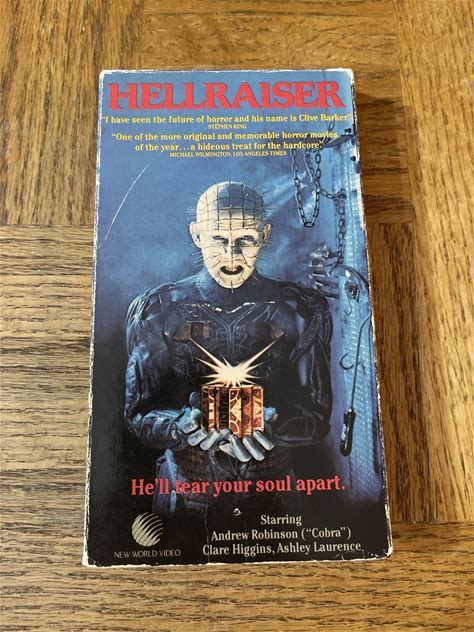 HELLRAISER
"I have seen the future of horror and his name is Clive Barker."
STEPHEN KING
"One of the more original and memorable horror movies
of the year...a hideous treat for the hardcore."
MICHAEL WILMINGTON, LOS ANGELES TIMES
He'll tear your soul apart.
Starring
Andrew Robinson ("Cobra")
Clare Higgins, Ashley Laurence
NEW WORLD VIDEO